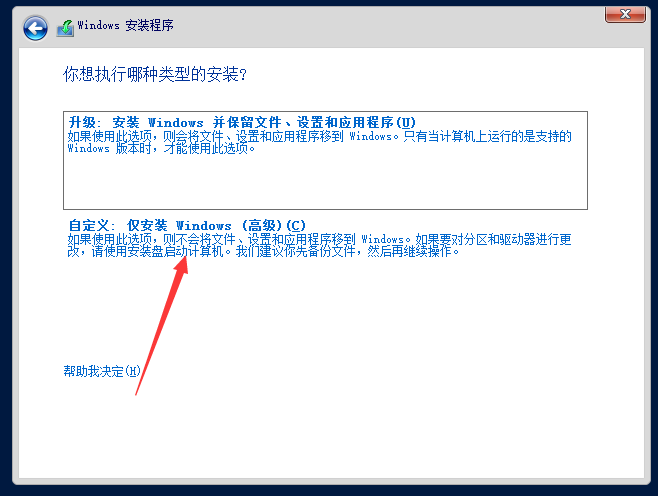 Windows 安装程序
你想执行哪种类型的安装?
升级: 安装 Windows 并保留文件、设置和应用程序(U)
如果使用此选项，则会将文件、设置和应用程序移到 Windows。只有当计算机上运行的是支持的
Windows 版本时，才能使用此选项。
自定义: 仅安装 Windows (高级)(C)
如果使用此选项，则不会将文件、设置和应用程序移到 Windows。如果要对分区和驱动器进行更
改，请使用安装盘启动计算机。我们建议你先备份文件，然后再继续操作。
帮助我决定(H)